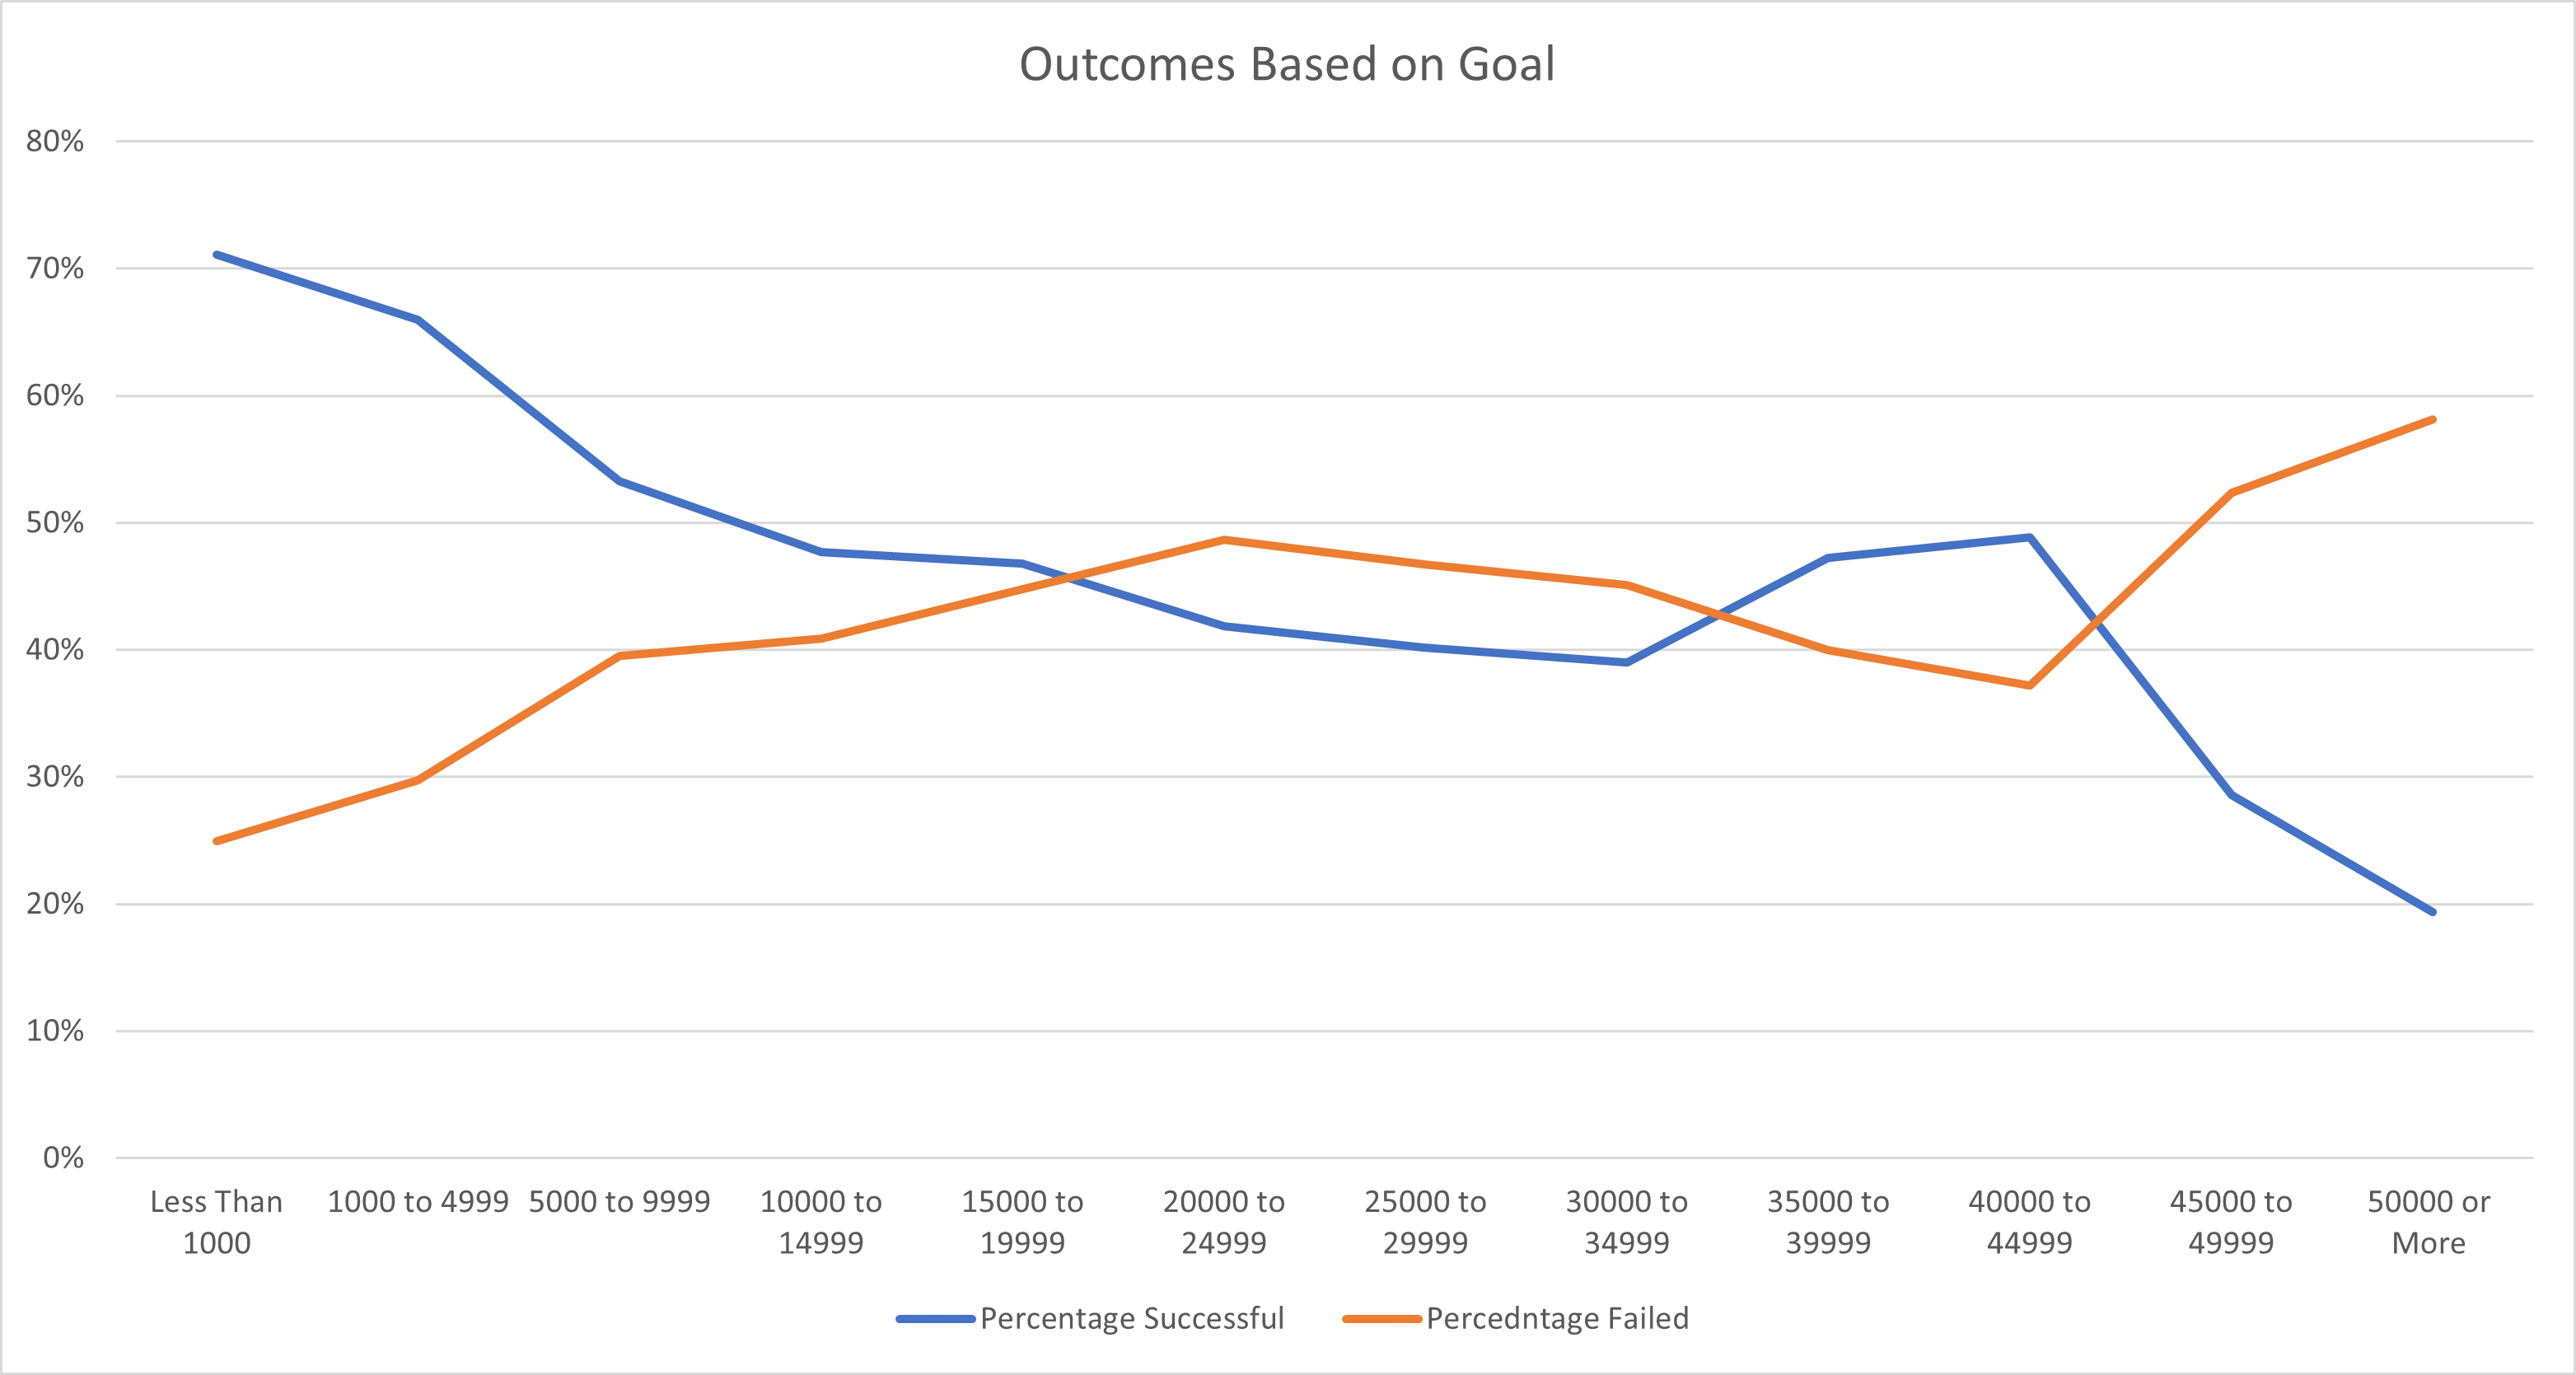 Outcomes Based on Goal
80%
70%
60%
50%
40%
30%
20%
10%
0%
Less Than 1000
1000 to 4999
5000 to 9999
10000 to 14999
15000 to 19999
20000 to 24999
25000 to 29999
30000 to 34999
35000 to 39999
40000 to 44999
45000 to 49999
50000 or More
Percentage Successful
Percedntage Failed